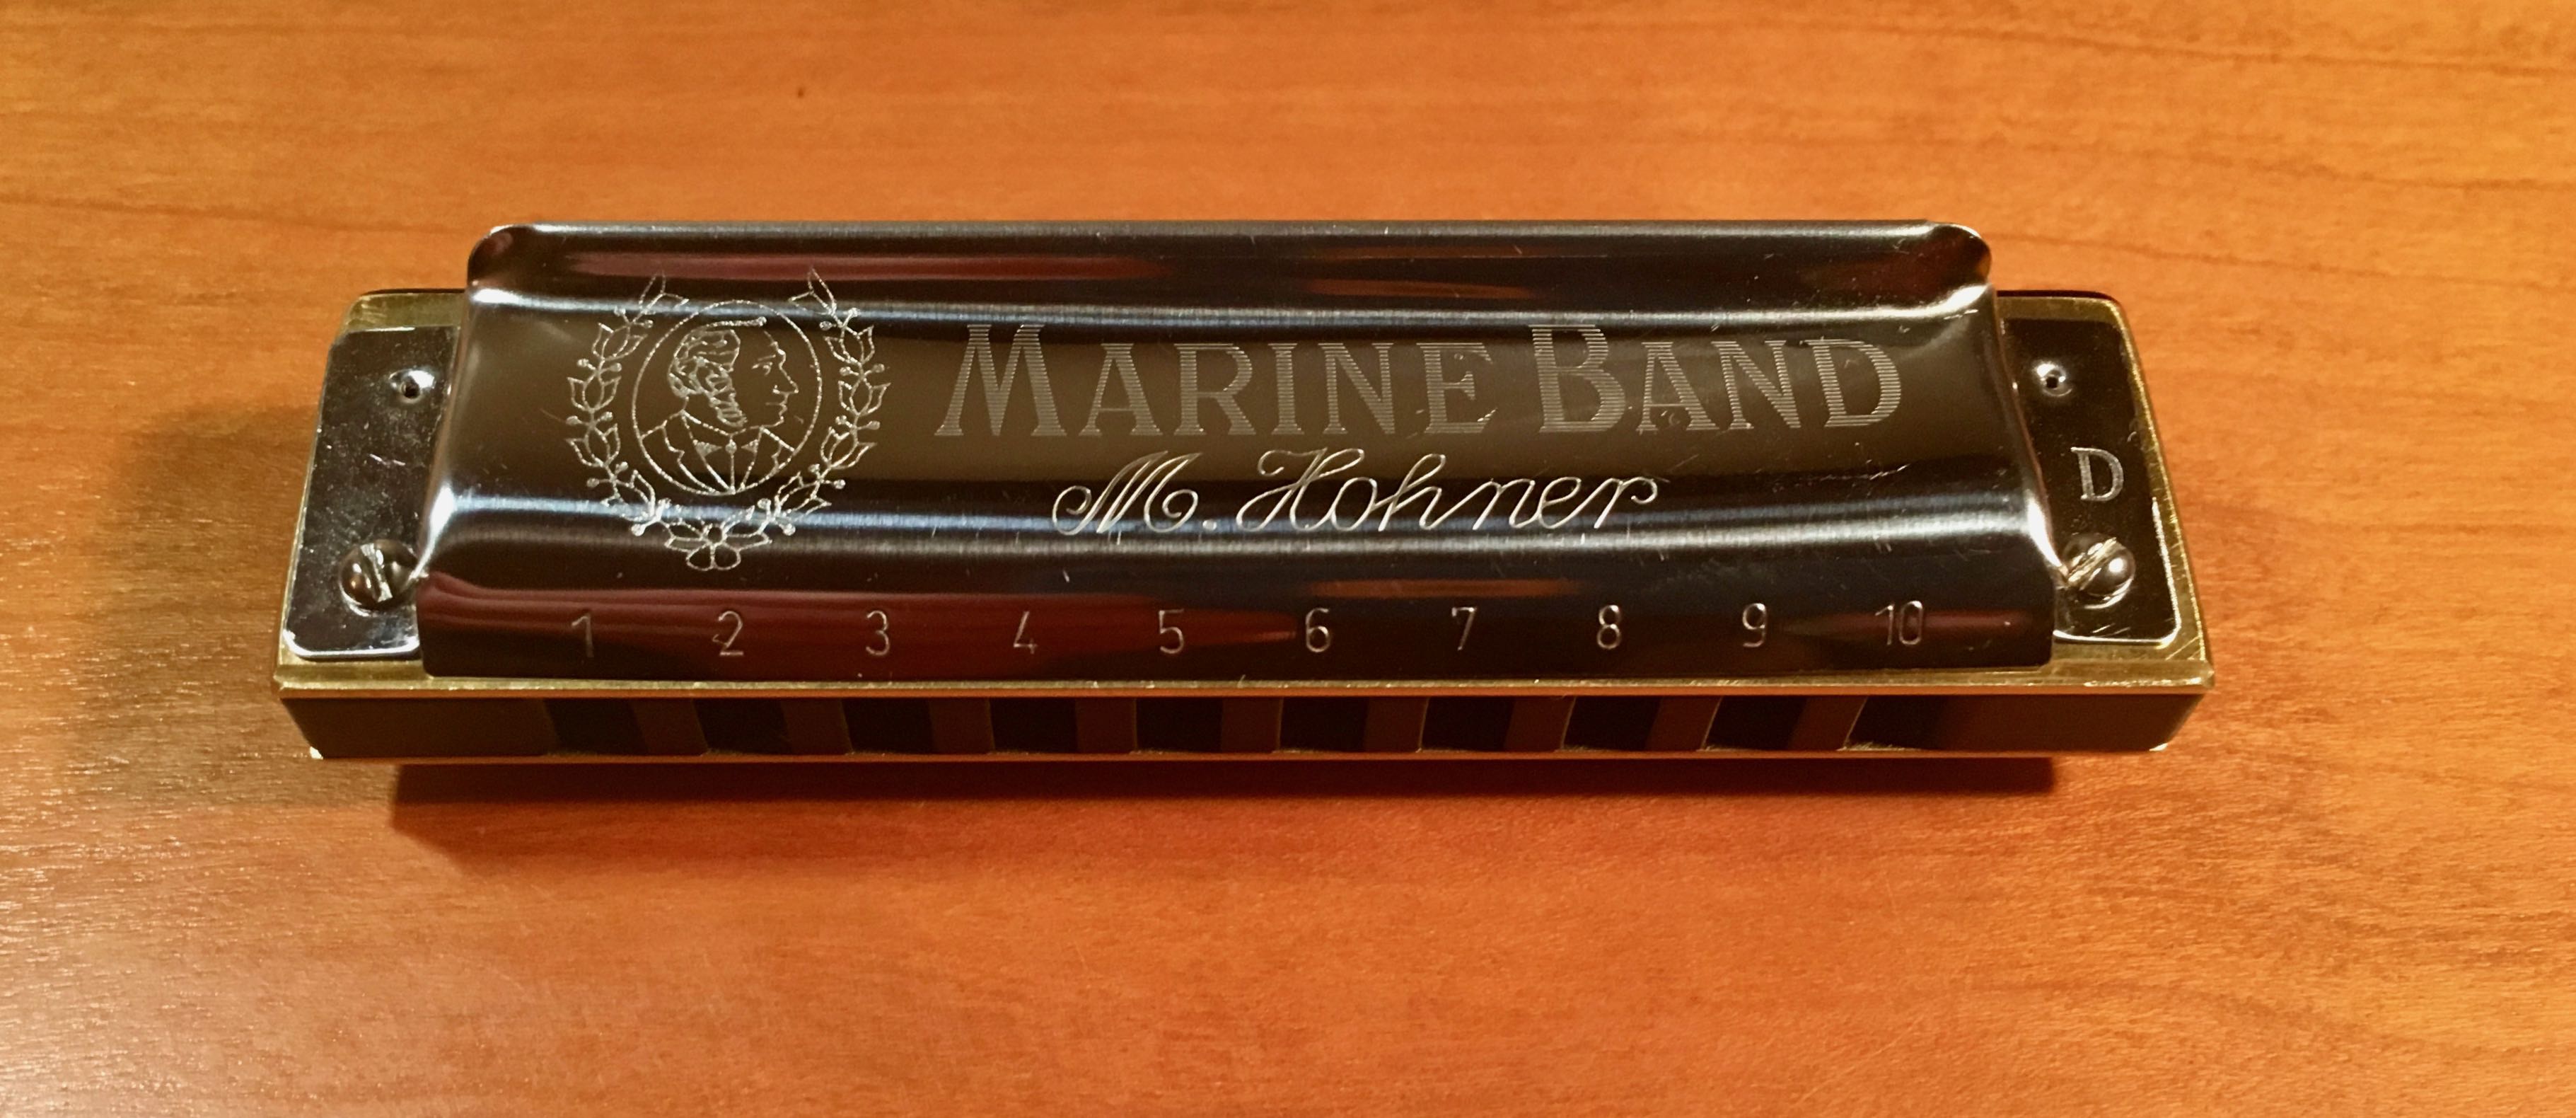 MARINE BAND
M. Hohner
D
1 2 3 4 5 6 7 8 9 10